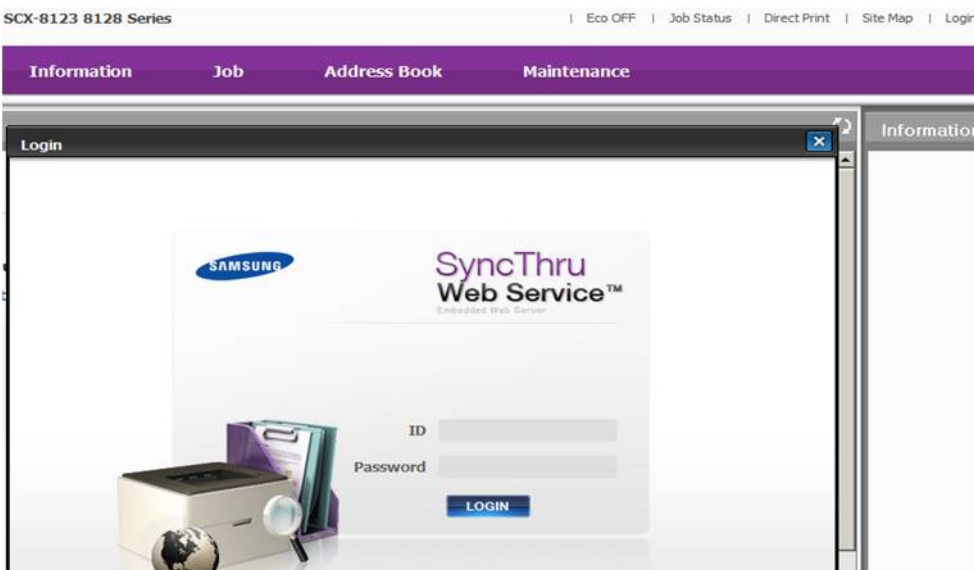 SCX-8123 8128 Series | Eco OFF | Job Status | Direct Print | Site Map | Login
Information Job Address Book Maintenance
Login
Information
SAMSUNG
SyncThru
Web Service™
Embedded Web Server
ID
Password
LOGIN